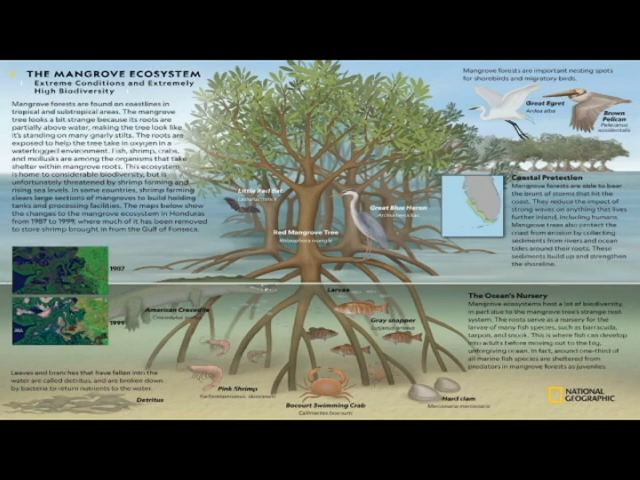 THE MANGROVE ECOSYSTEM
Extreme Conditions and Extremely
High Biodiversity
Mangrove forests are found on coastlines in
tropical and subtropical areas. The mangrove
tree looks a bit strange because its roots are
partially above water, making the tree look like
it's standing on many gnarly stilts. The roots are
exposed to help the tree take in oxygen in a
waterlogged environment. Fish, shrimp, crabs,
and mollusks are among the organisms that take
shelter within mangrove roots. This ecosystem
is home to considerable biodiversity, but is
unfortunately threatened by shrimp farming and
rising sea levels. In some countries, shrimp farming
clears large sections of mangroves to build holding
tanks and processing facilities. The maps below show
the changes to the mangrove ecosystem in Honduras
from 1987 to 1999, where much of it has been removed
to store shrimp brought in from the Gulf of Fonseca.
1987
1999
Leaves and branches that have fallen into the
water are called detritus, and are broken down
by bacteria to return nutrients to the water.
Detritus
Little Red Bat
Red Mangrove Tree
Rhizophora mangle
Great Blue Heron
Ardea herodias
Larvae
American Crocodile
Gray snapper
Lutjanus griseus
Pink Shrimp
Bocourt Swimming Crab
Callinectes bocourti
Hard clam
Mercenaria mercenaria
Mangrove forests are important nesting spots
for shorebirds and migratory birds.
Great Egret
Ardea alba
Brown
Pelican
Pelecanus
occidentalis
Coastal Protection
Mangrove forests are able to bear
the brunt of storms that hit the
coast. They reduce the impact of
strong waves on anything that lives
further inland, including humans.
Mangrove trees also protect the
coast from erosion by collecting
sediments from rivers and ocean
tides around their roots. These
sediments build up and strengthen
the shoreline.
The Ocean's Nursery
Mangrove ecosystems host a lot of biodiversity,
in part due to the mangrove tree's strange root
system. The roots serve as a nursery for the
larvae of many fish species, such as barracuda,
tarpon, and snook. This is where fish can develop
into adults before moving out to the big,
unforgiving ocean. In fact, around one-third of
all marine fish species are sheltered from
predators in mangrove forests as juveniles.
NATIONAL
GEOGRAPHIC